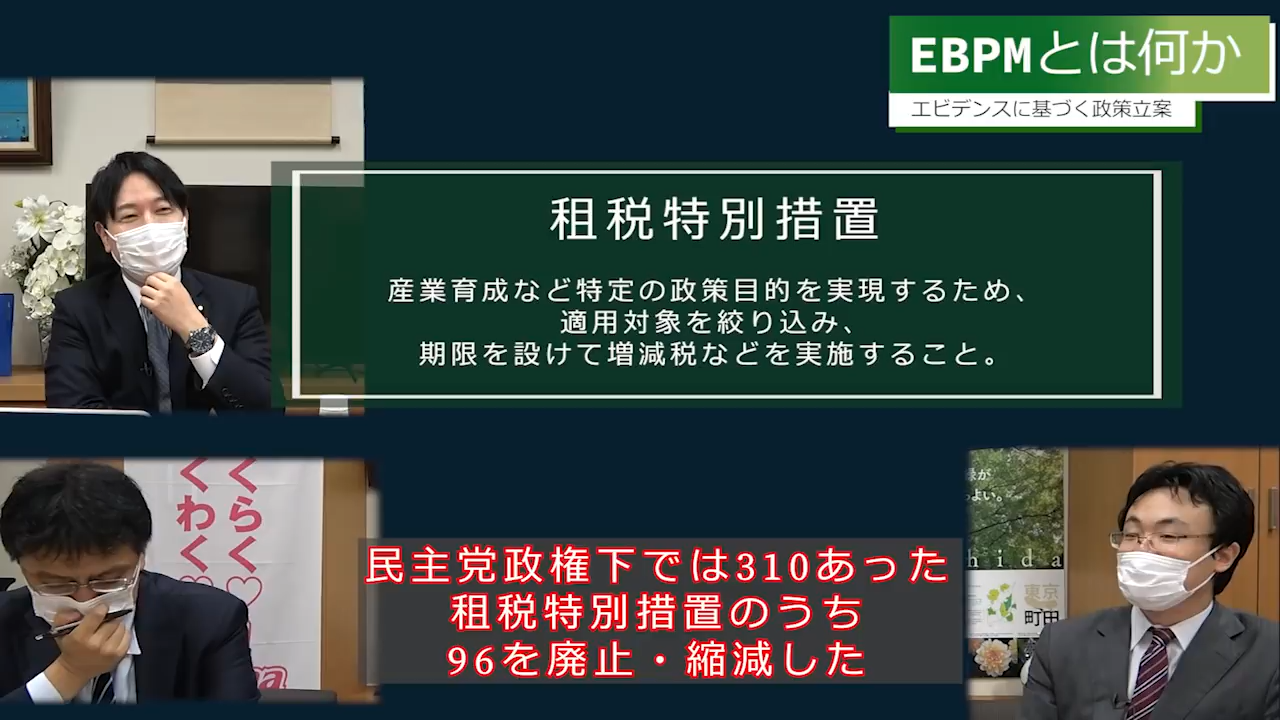 EBPMとは何か
エビデンスに基づく政策立案
租税特別措置
産業育成など特定の政策目的を実現するため、
適用対象を絞り込み、
期限を設けて増減税などを実施すること。
くらく
くわく
緑が
よい。
hida
東京
町田
民主党政権下では310あった
租税特別措置のうち
96を廃止・縮減した